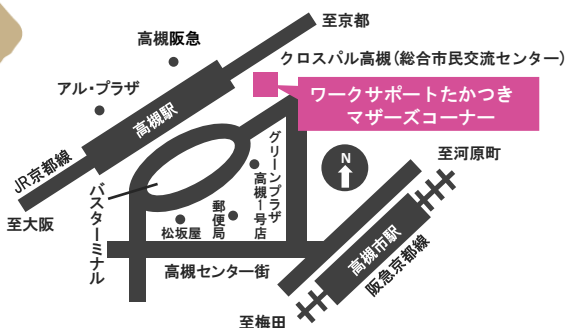 至京都
高槻阪急
クロスパル高槻(総合市民交流センター)
アル・プラザ
ワークサポートたかつき
マザーズコーナー
高槻駅
JR京都線
至大阪
バスターミナル
松坂屋
郵便局
グリーンプラザ
高槻1号店
N
至河原町
高槻センター街
高槻市駅
阪急京都線
至梅田